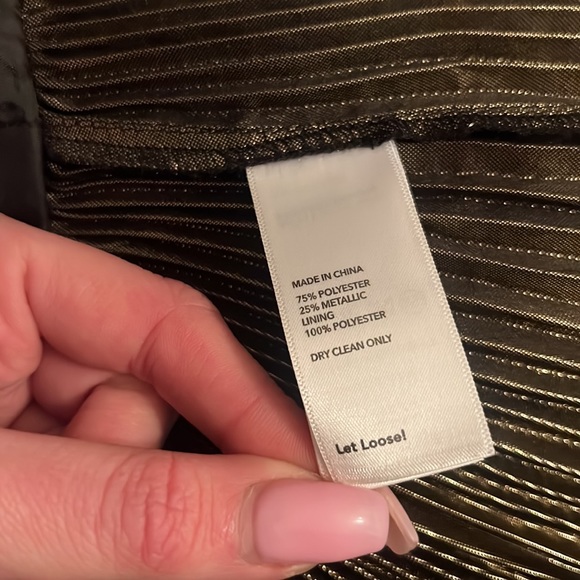 MADE IN CHINA
75% POLYESTER
25% METALLIC
LINING
100% POLYESTER
DRY CLEAN ONLY
Let Loose!